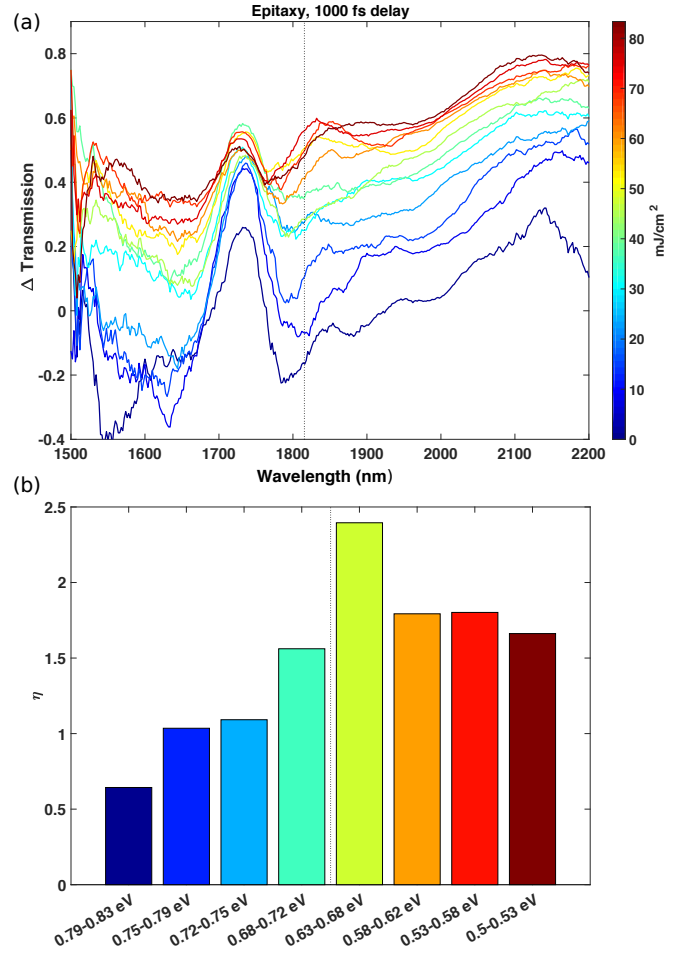 (a)
Epitaxy, 1000 fs delay
Δ Transmission
0.8
0.6
0.4
0.2
0
-0.2
-0.4
1500 1600 1700 1800 1900 2000 2100 2200
Wavelength (nm)
80
70
60
50
40
30
20
10
0
mJ/cm²
(b)
η
2.5
2
1.5
1
0.5
0
0.79-0.83 eV
0.75-0.79 eV
0.72-0.75 eV
0.68-0.72 eV
0.63-0.68 eV
0.58-0.62 eV
0.53-0.58 eV
0.5-0.53 eV